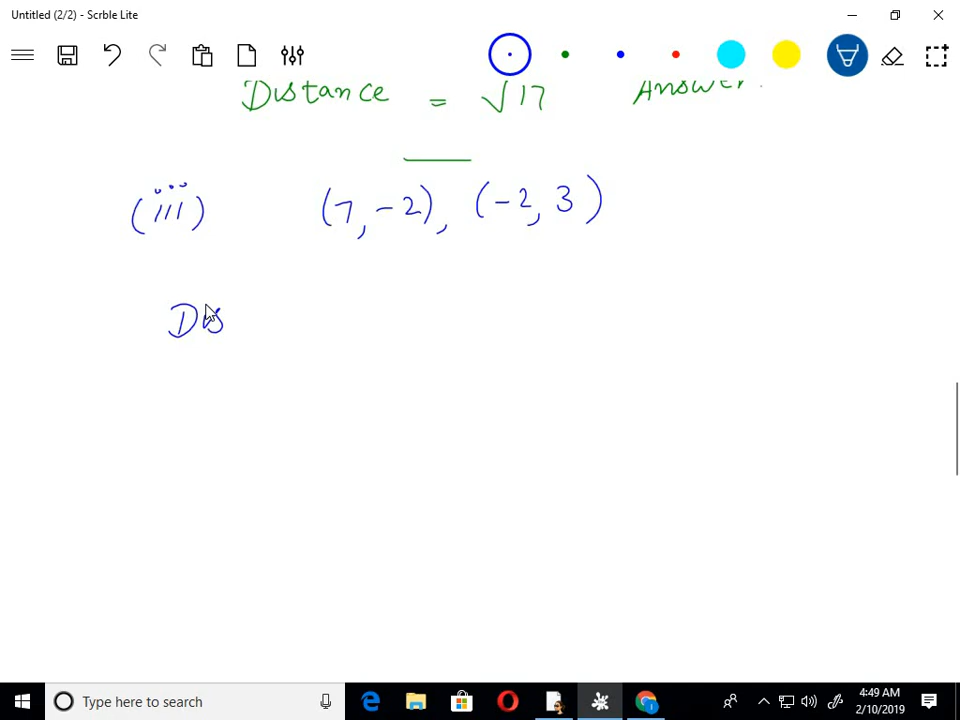 Untitled (2/2) - Scrble Lite
Distance = √17 Answer.
(iii) (7, -2), (-2, 3)
Dis
Type here to search
4:49 AM
2/10/2019